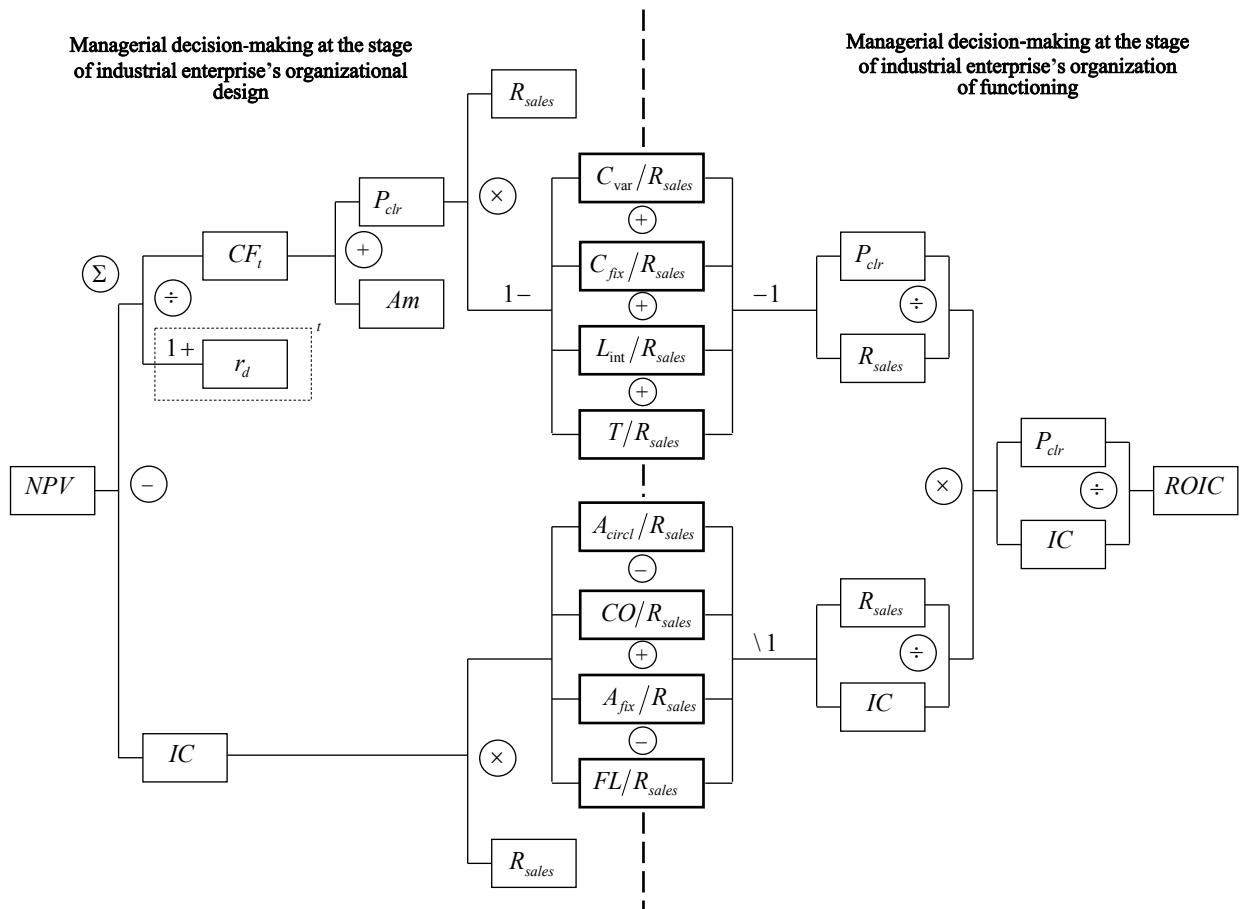 Managerial decision-making at the stage
of industrial enterprise's organizational
design
Managerial decision-making at the stage
of industrial enterprise's organization
of functioning
R_sales
C_var/R_sales
P_clr
×
+
CF_t
+
P_clr
C_fix/R_sales
Σ
÷
Am
1−
+
−1
÷
t
1+
r_d
L_int/R_sales
R_sales
+
T/R_sales
P_clr
NPV
−
×
÷
ROIC
A_circl/R_sales
IC
−
CO/R_sales
R_sales
+
\1
÷
A_fix/R_sales
IC
−
IC
×
FL/R_sales
R_sales